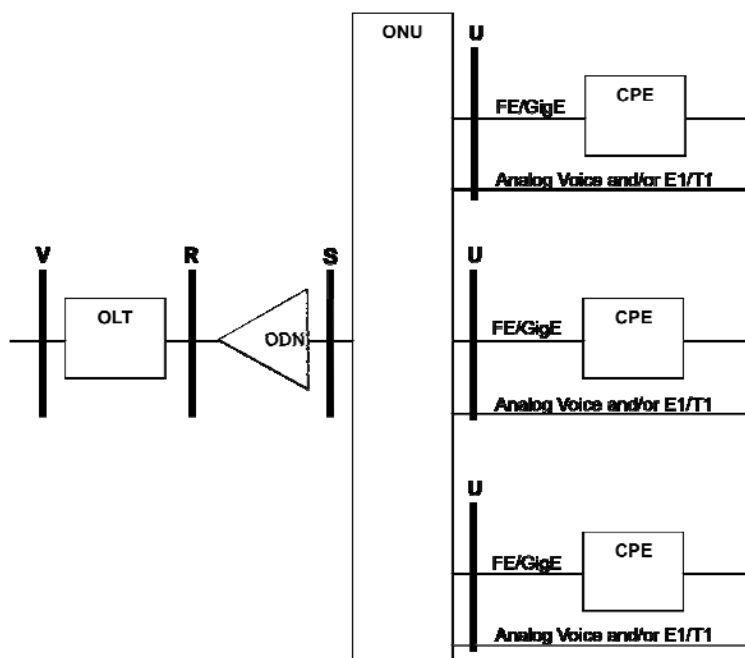 ONU
U
FE/GigE
CPE
Analog Voice and/or E1/T1
V
OLT
R
ODN
S
U
FE/GigE
CPE
Analog Voice and/or E1/T1
U
FE/GigE
CPE
Analog Voice and/or E1/T1